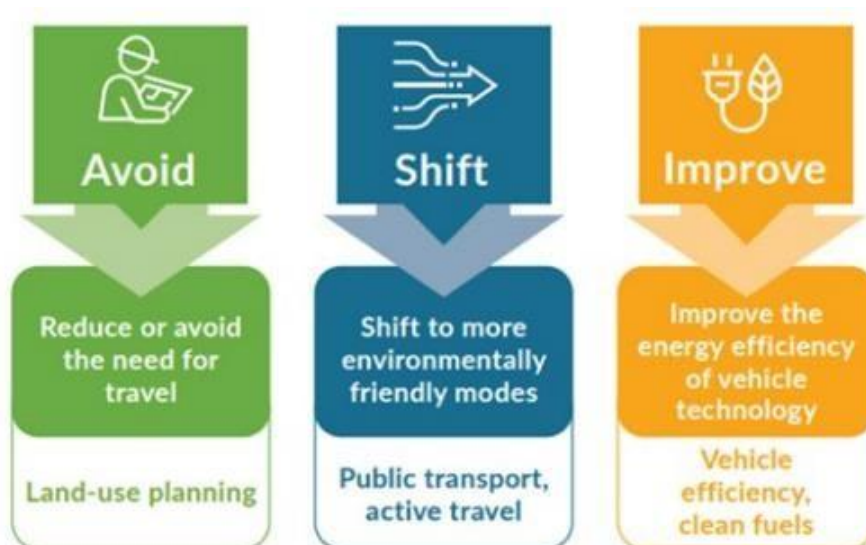 Avoid
Reduce or avoid
the need for
travel
Land-use planning
Shift
Shift to more
environmentally
friendly modes
Public transport,
active travel
Improve
Improve the
energy efficiency
of vehicle
technology
Vehicle
efficiency,
clean fuels